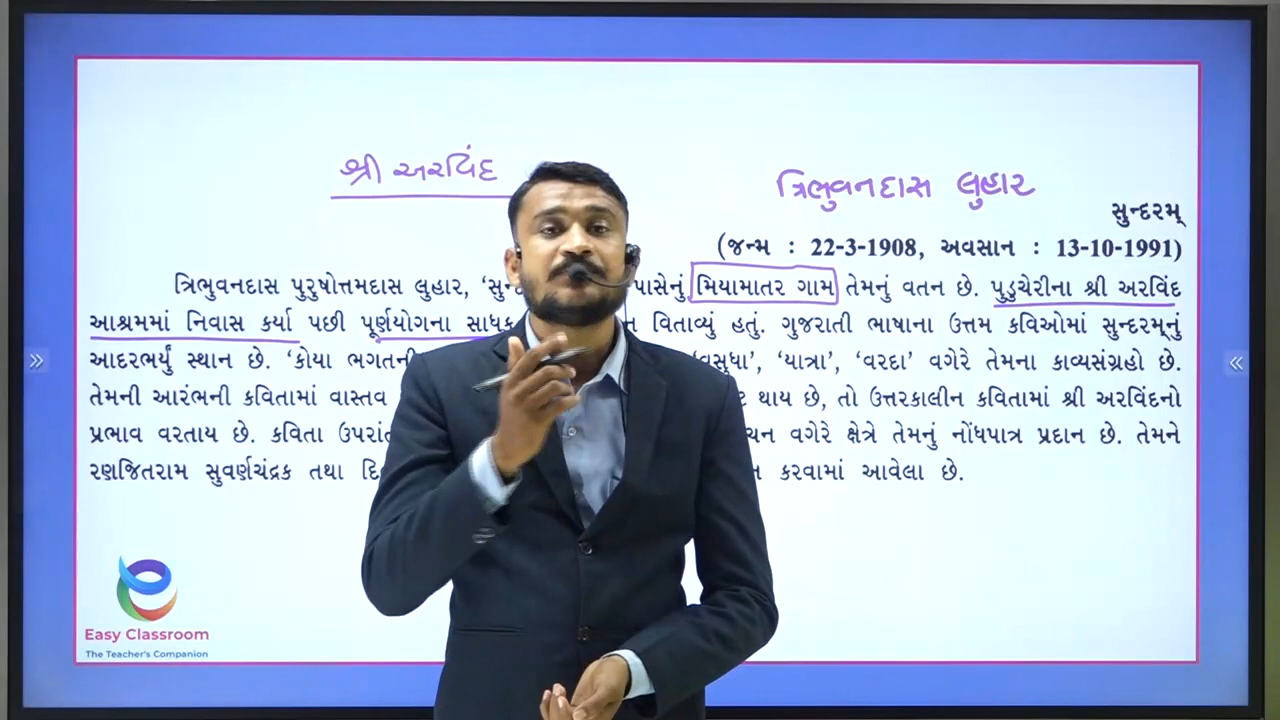 શ્રી અરવિંદ
ત્રિભુવનદાસ લુહાર
સુન્દરમ્
(જન્મ : 22-3-1908, અવસાન : 13-10-1991)
ત્રિભુવનદાસ પુરુષોત્તમદાસ લુહાર, પાસેનું મિયામાતર ગામ તેમનું વતન છે. પુડુચેરીના શ્રી અરવિંદ
આશ્રમમાં નિવાસ કર્યા પછી પૂર્ણયોગના સાધક વિતાવ્યું હતું. ગુજરાતી ભાષાના ઉત્તમ કવિઓમાં સુન્દરમ્‌નું
આદરભર્યું સ્થાન છે. ‘કોયા ‘વસુધા’, ‘યાત્રા’, ‘વરદા’ વગેરે તેમના કાવ્યસંગ્રહો છે.
તેમની આરંભની કવિતામાં વાસ્તવ થાય છે, તો ઉત્તરકાલીન કવિતામાં શ્રી અરવિંદનો
પ્રભાવ વરતાય છે. કવિતા વગેરે ક્ષેત્રે તેમનું નોંધપાત્ર પ્રદાન છે. તેમને
રણજિતરામ સુવર્ણચંદ્રક તથા કરવામાં આવેલા છે.
Easy Classroom
The Teacher's Companion